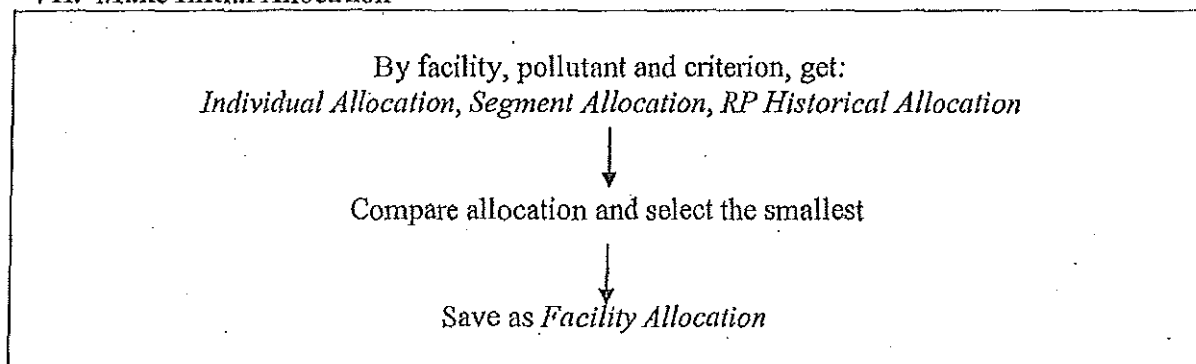 By facility, pollutant and criterion, get:
Individual Allocation, Segment Allocation, RP Historical Allocation
Compare allocation and select the smallest
Save as Facility Allocation